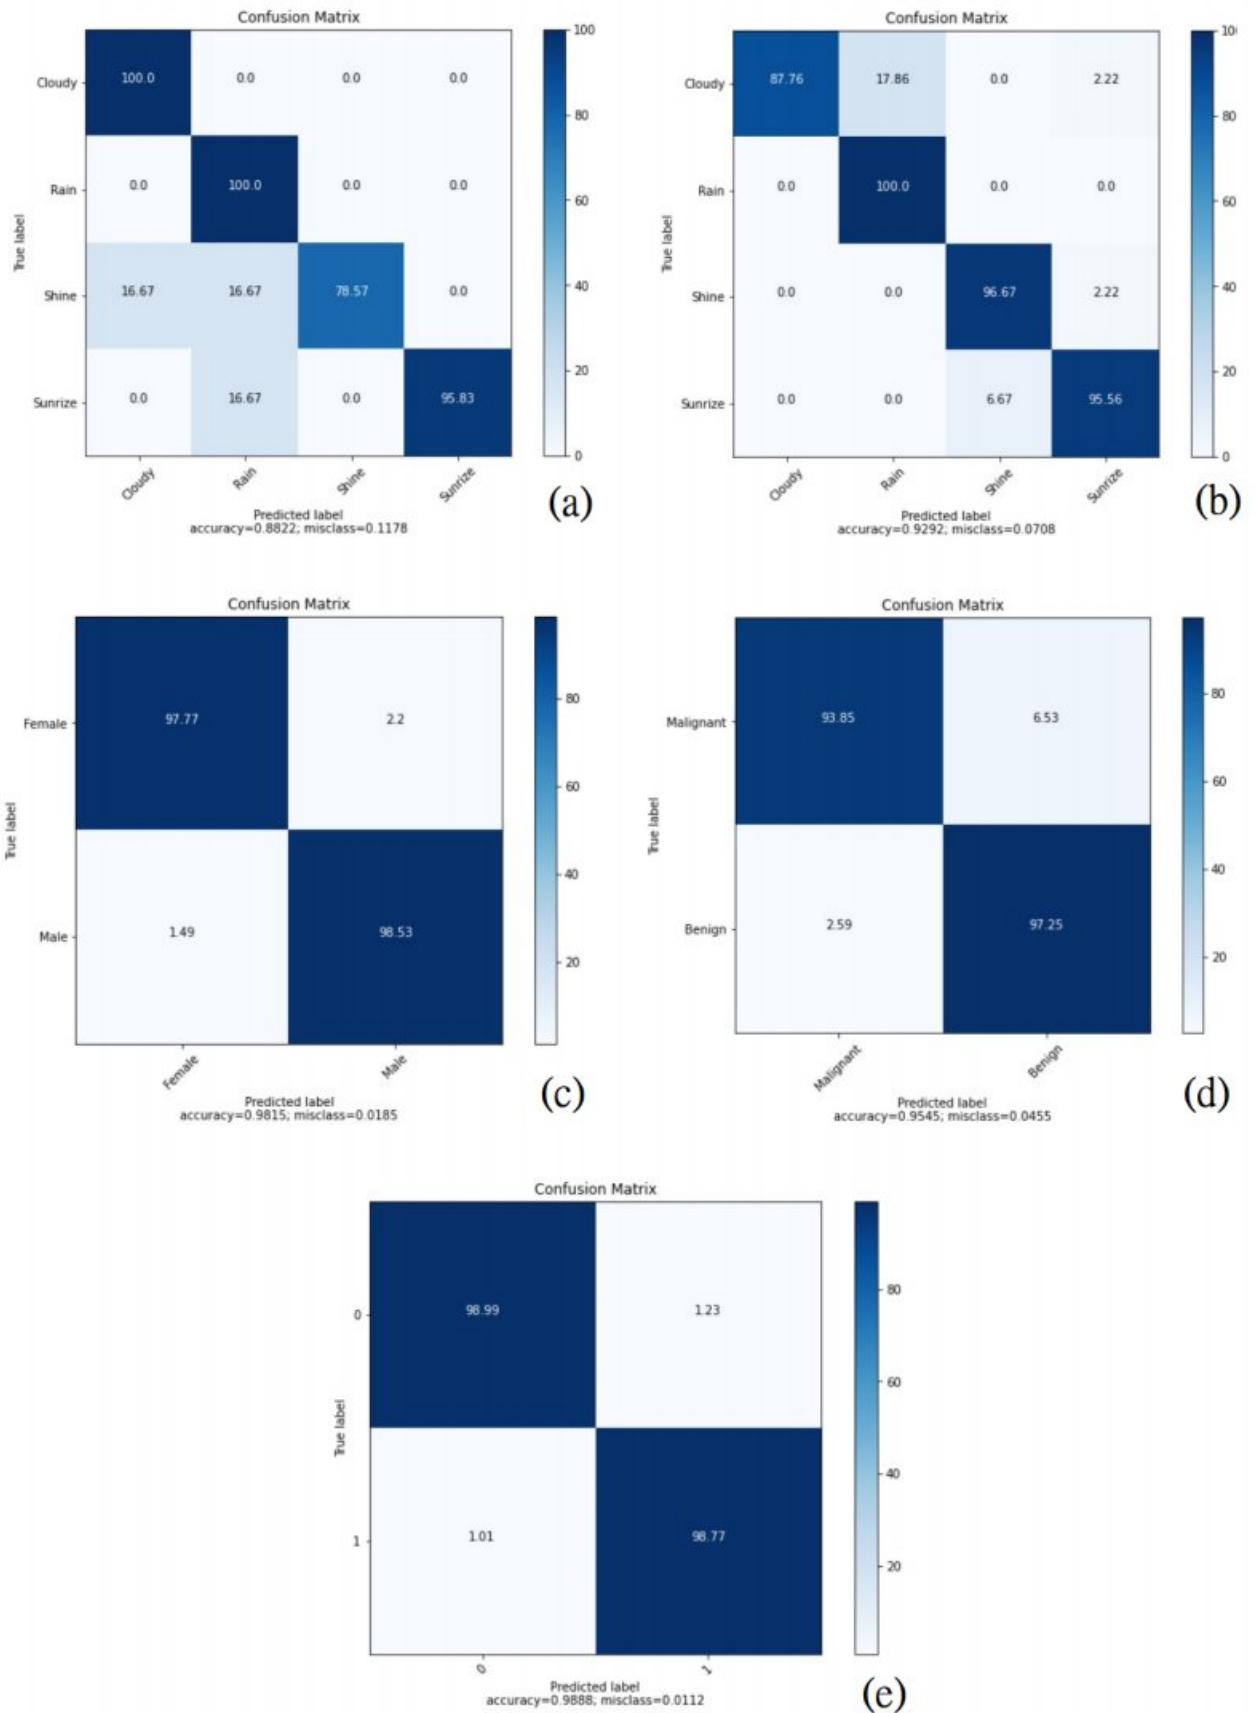 Confusion Matrix
100
Cloudy 100.0 0.0 0.0 0.0
80
Rain 0.0 100.0 0.0 0.0
60
True label
40
Shine 16.67 16.67 78.57 0.0
20
Sunrize 0.0 16.67 0.0 95.83
0
Cloudy Rain Shine Sunrize
Predicted label
accuracy=0.8822; misclass=0.1178
(a)
Confusion Matrix
10
Cloudy 87.76 17.86 0.0 2.22
80
Rain 0.0 100.0 0.0 0.0
60
True label
40
Shine 0.0 0.0 96.67 2.22
20
Sunrize 0.0 0.0 6.67 95.56
0
Cloudy Rain Shine Sunrize
Predicted label
accuracy=0.9292; misclass=0.0708
(b)
Confusion Matrix
80
Female 97.77 2.2
60
True label
40
Male 1.49 98.53
20
Female Male
Predicted label
accuracy=0.9815; misclass=0.0185
(c)
Confusion Matrix
80
Malignant 93.85 6.53
60
True label
40
Benign 2.59 97.25
20
Malignant Benign
Predicted label
accuracy=0.9545; misclass=0.0455
(d)
Confusion Matrix
80
0 98.99 1.23
60
True label
40
1 1.01 98.77
20
0 1
Predicted label
accuracy=0.9888; misclass=0.0112
(e)